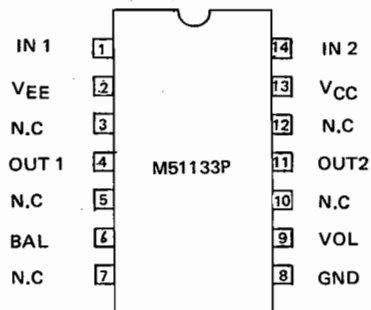 IN 1 1 14 IN 2
VEE 2 13 VCC
N.C 3 12 N.C
OUT 1 4 M51133P 11 OUT2
N.C 5 10 N.C
BAL 6 9 VOL
N.C 7 8 GND